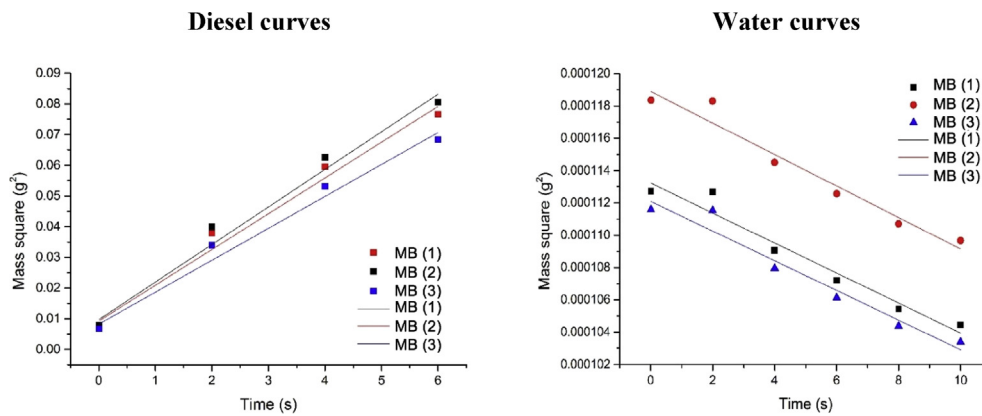 Diesel curves
0.09
0.08
0.07
0.06
0.05
0.04
0.03
0.02
0.01
0.00
Mass square (g²)
MB (1)
MB (2)
MB (3)
MB (1)
MB (2)
MB (3)
0 1 2 3 4 5 6
Time (s)
Water curves
0.000120
0.000118
0.000116
0.000114
0.000112
0.000110
0.000108
0.000106
0.000104
0.000102
Mass square (g²)
MB (1)
MB (2)
MB (3)
MB (1)
MB (2)
MB (3)
0 2 4 6 8 10
Time (s)